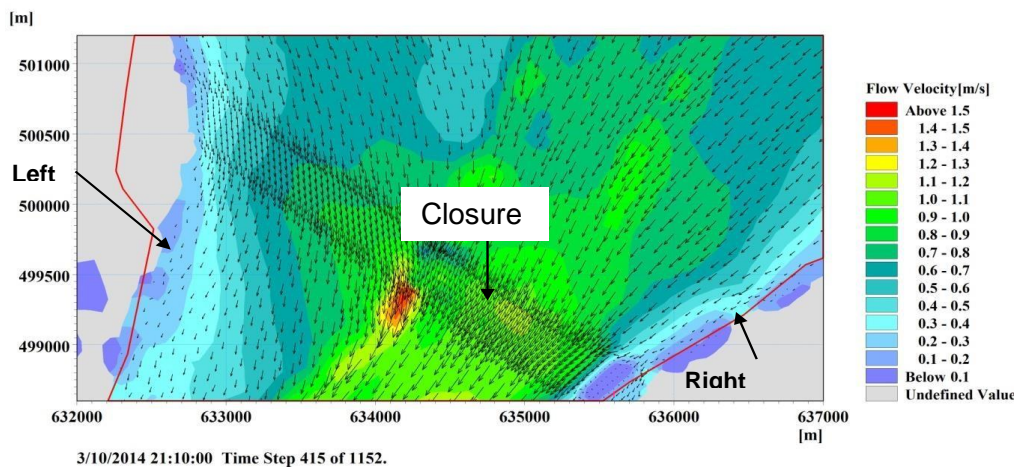 [m]
501000
500500
500000
499500
499000
632000 633000 634000 635000 636000 637000
[m]
Left
Closure
Right
Flow Velocity[m/s]
Above 1.5
1.4 - 1.5
1.3 - 1.4
1.2 - 1.3
1.1 - 1.2
1.0 - 1.1
0.9 - 1.0
0.8 - 0.9
0.7 - 0.8
0.6 - 0.7
0.5 - 0.6
0.4 - 0.5
0.3 - 0.4
0.2 - 0.3
0.1 - 0.2
Below 0.1
Undefined Value
3/10/2014 21:10:00 Time Step 415 of 1152.